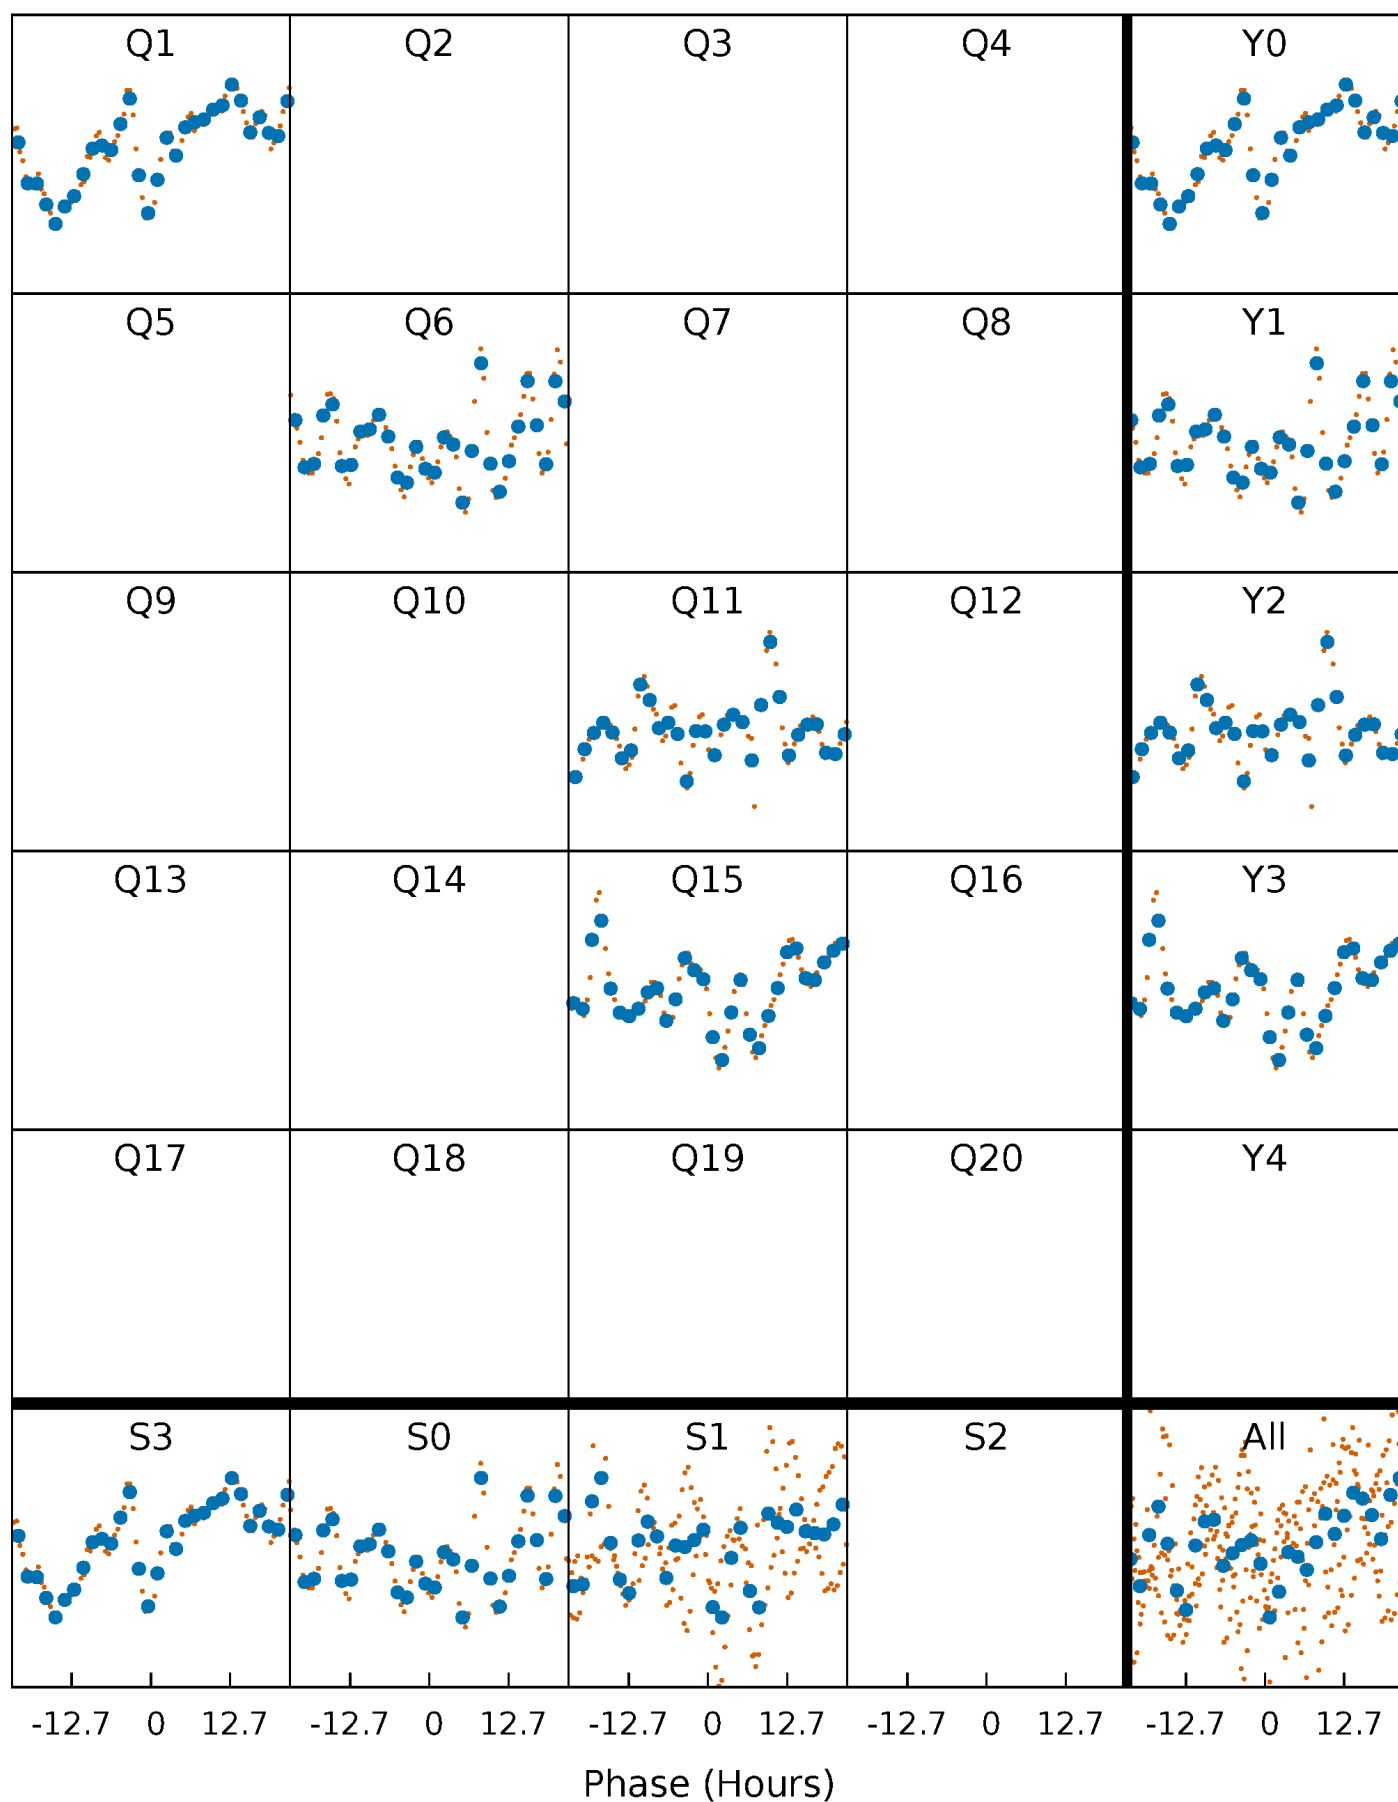 Q1 Q2 Q3 Q4 Y0
Q5 Q6 Q7 Q8 Y1
Q9 Q10 Q11 Q12 Y2
Q13 Q14 Q15 Q16 Y3
Q17 Q18 Q19 Q20 Y4
S3 S0 S1 S2 All
-12.7 0 12.7 -12.7 0 12.7 -12.7 0 12.7 -12.7 0 12.7 -12.7 0 12.7
Phase (Hours)